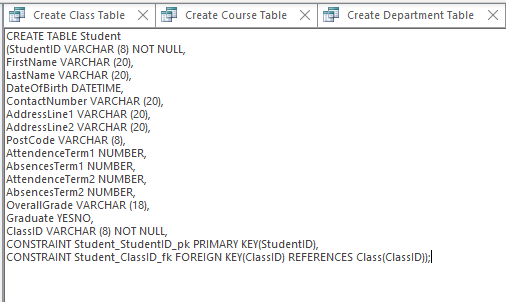 Create Class Table Create Course Table Create Department Table
CREATE TABLE Student
(StudentID VARCHAR (8) NOT NULL,
FirstName VARCHAR (20),
LastName VARCHAR (20),
DateOfBirth DATETIME,
ContactNumber VARCHAR (20),
AddressLine1 VARCHAR (20),
AddressLine2 VARCHAR (20),
PostCode VARCHAR (8),
AttendenceTerm1 NUMBER,
AbsencesTerm1 NUMBER,
AttendenceTerm2 NUMBER,
AbsencesTerm2 NUMBER,
OverallGrade VARCHAR (18),
Graduate YESNO,
ClassID VARCHAR (8) NOT NULL,
CONSTRAINT Student_StudentID_pk PRIMARY KEY(StudentID),
CONSTRAINT Student_ClassID_fk FOREIGN KEY(ClassID) REFERENCES Class(ClassID));